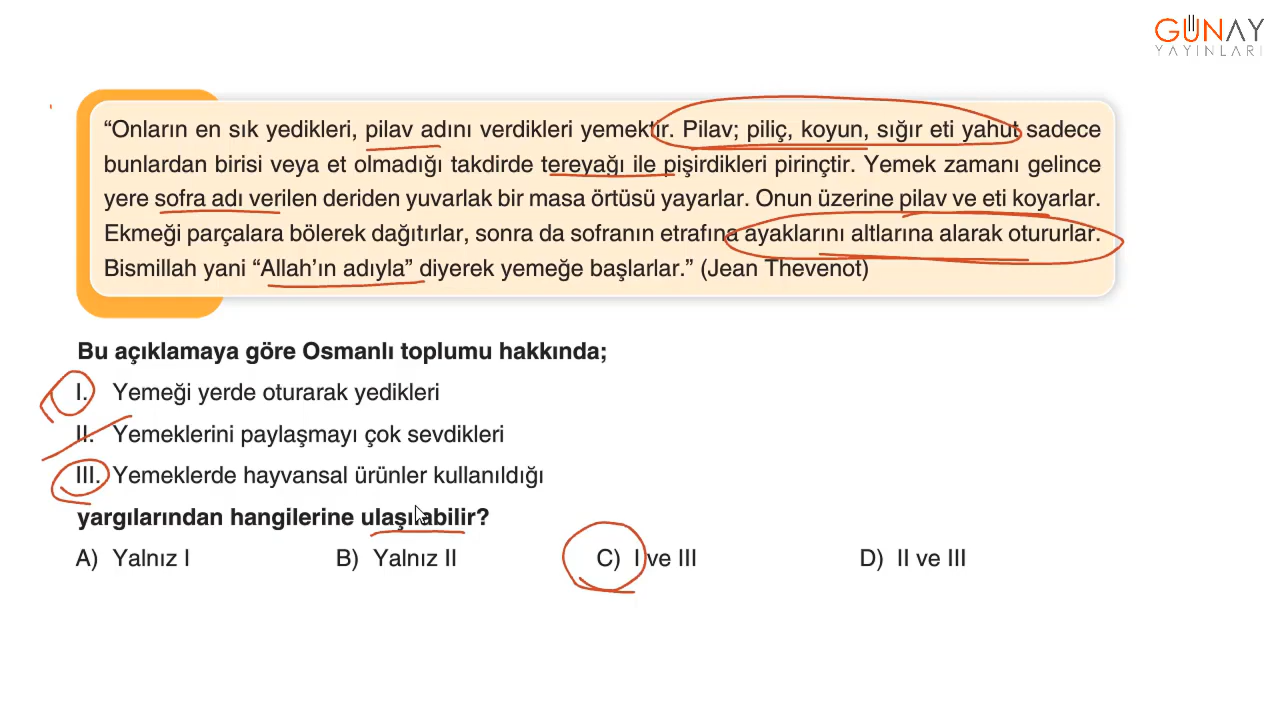 GÜNAY
YAYINLARI
“Onların en sık yedikleri, pilav adını verdikleri yemektir. Pilav; piliç, koyun, sığır eti yahut sadece
bunlardan birisi veya et olmadığı takdirde tereyağı ile pişirdikleri pirinçtir. Yemek zamanı gelince
yere sofra adı verilen deriden yuvarlak bir masa örtüsü yayarlar. Onun üzerine pilav ve eti koyarlar.
Ekmeği parçalara bölerek dağıtırlar, sonra da sofranın etrafına ayaklarını altlarına alarak otururlar.
Bismillah yani “Allah’ın adıyla” diyerek yemeğe başlarlar.” (Jean Thevenot)
Bu açıklamaya göre Osmanlı toplumu hakkında;
I. Yemeği yerde oturarak yedikleri
II. Yemeklerini paylaşmayı çok sevdikleri
III. Yemeklerde hayvansal ürünler kullanıldığı
yargılarından hangilerine ulaşılabilir?
A) Yalnız I B) Yalnız II C) I ve III D) II ve III